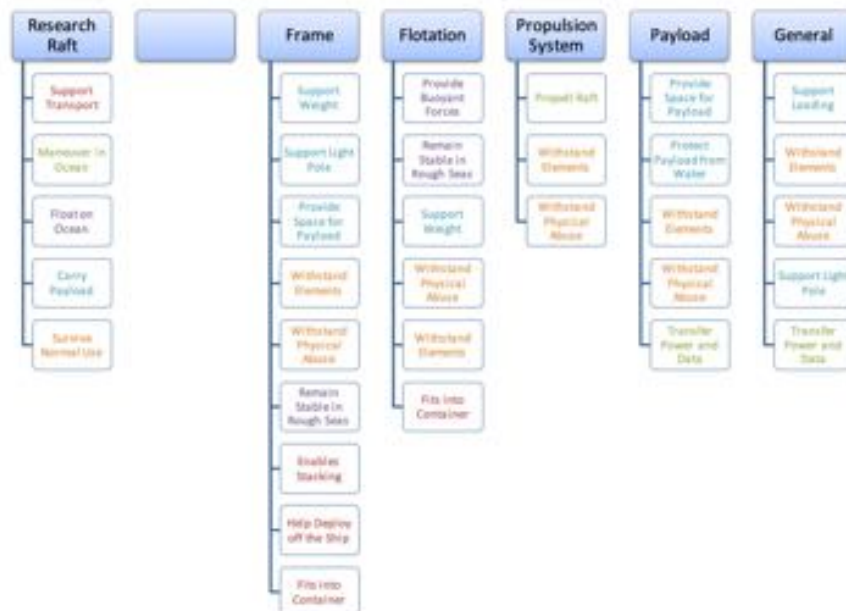 Research
Raft
Support
Transport
Maneuver in
Ocean
Float on
Ocean
Carry
Payload
Survive
Normal Use
Frame
Support
Weight
Support Light
Pole
Provide
Space for
Payload
Withstand
Elements
Withstand
Physical
Abuse
Remain
Stable in
Rough Seas
Enables
Stacking
Help Deploy
off the Ship
Fits into
Container
Flotation
Provide
Buoyant
Forces
Remain
Stable in
Rough Seas
Support
Weight
Withstand
Physical
Abuse
Withstand
Elements
Fits into
Container
Propulsion
System
Propel Raft
Withstand
Elements
Withstand
Physical
Abuse
Payload
Provide
Space for
Payload
Protect
Payload from
Water
Withstand
Elements
Withstand
Physical
Abuse
Transfer
Power and
Data
General
Support
Loading
Withstand
Elements
Withstand
Physical
Abuse
Support Light
Pole
Transfer
Power and
Data